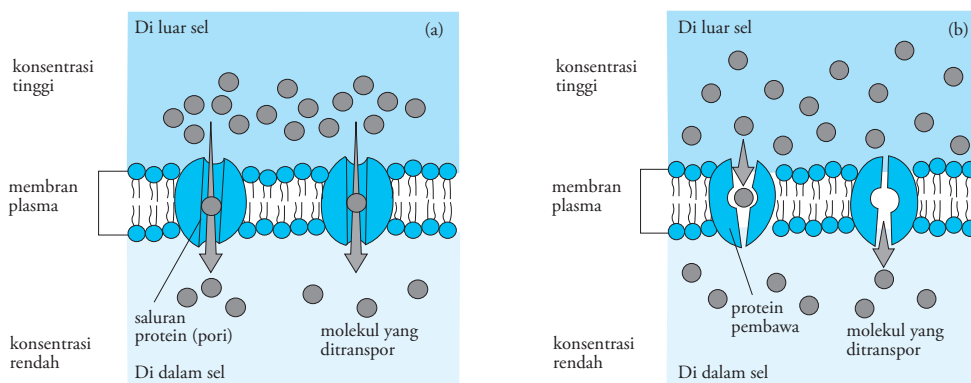 Di luar sel
(a)
konsentrasi
tinggi
membran
plasma
saluran
protein (pori)
molekul yang
ditranspor
konsentrasi
rendah
Di dalam sel
Di luar sel
(b)
konsentrasi
tinggi
membran
plasma
protein
pembawa
molekul yang
ditranspor
konsentrasi
rendah
Di dalam sel